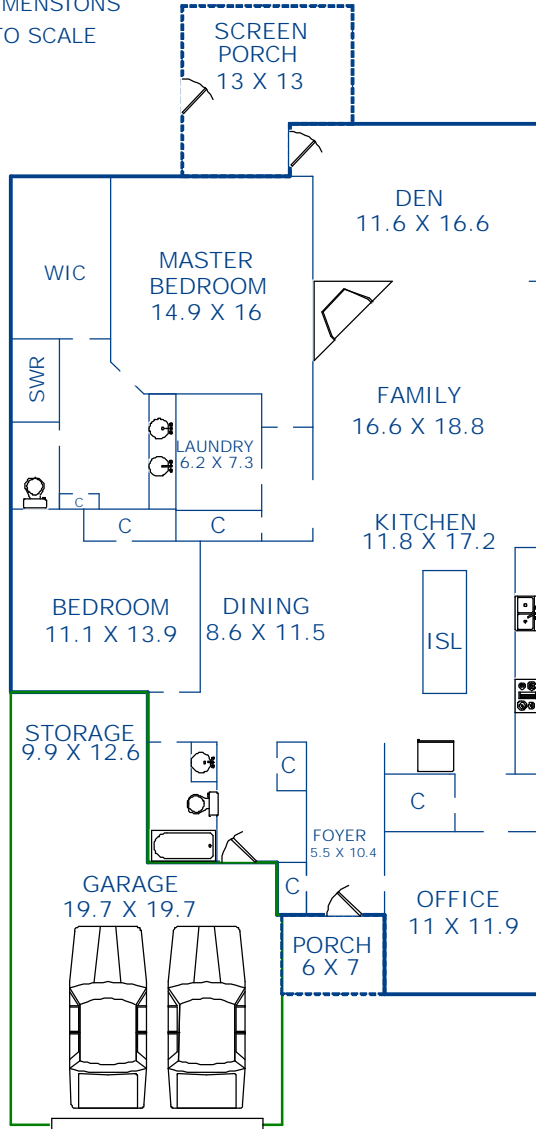 MENSTONS
TO SCALE
SCREEN
PORCH
13 X 13
DEN
11.6 X 16.6
WIC
MASTER
BEDROOM
14.9 X 16
SWR
FAMILY
16.6 X 18.8
LAUNDRY
6.2 X 7.3
C
C
C
KITCHEN
11.8 X 17.2
BEDROOM
11.1 X 13.9
DINING
8.6 X 11.5
ISL
STORAGE
9.9 X 12.6
C
C
FOYER
5.5 X 10.4
C
GARAGE
19.7 X 19.7
OFFICE
11 X 11.9
PORCH
6 X 7